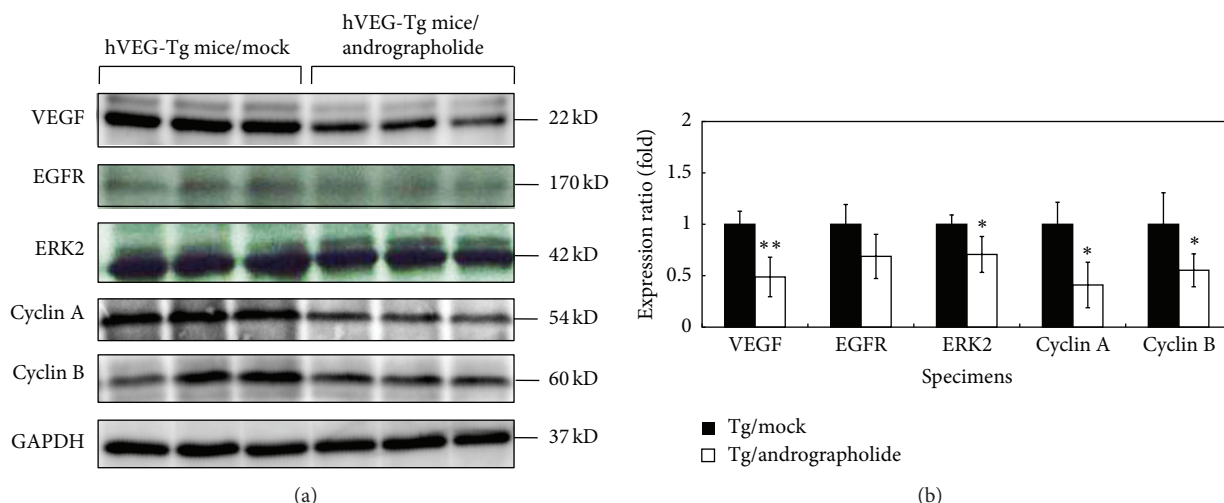 hVEG-Tg mice/mock
hVEG-Tg mice/
andrographolide
VEGF
22 kD
EGFR
170 kD
ERK2
42 kD
Cyclin A
54 kD
Cyclin B
60 kD
GAPDH
37 kD
(a)
Expression ratio (fold)
2
1.5
1
0.5
0
**
*
*
*
VEGF
EGFR
ERK2
Cyclin A
Cyclin B
Specimens
Tg/mock
Tg/andrographolide
(b)